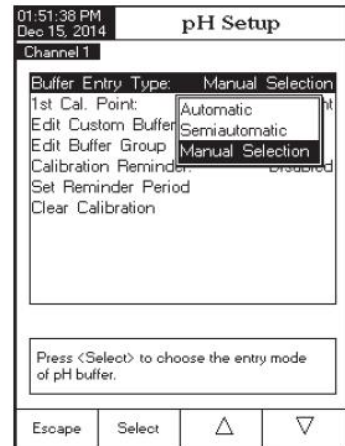 01:51:38 PM
Dec 15, 2014
pH Setup
Channel 1
Buffer Entry Type: Manual Selection
1st Cal. Point:
Edit Custom Buffer
Edit Buffer Group
Calibration Reminder: Disabled
Set Reminder Period
Clear Calibration
Automatic
Semiautomatic
Manual Selection
Press <Select> to choose the entry mode
of pH buffer.
Escape Select